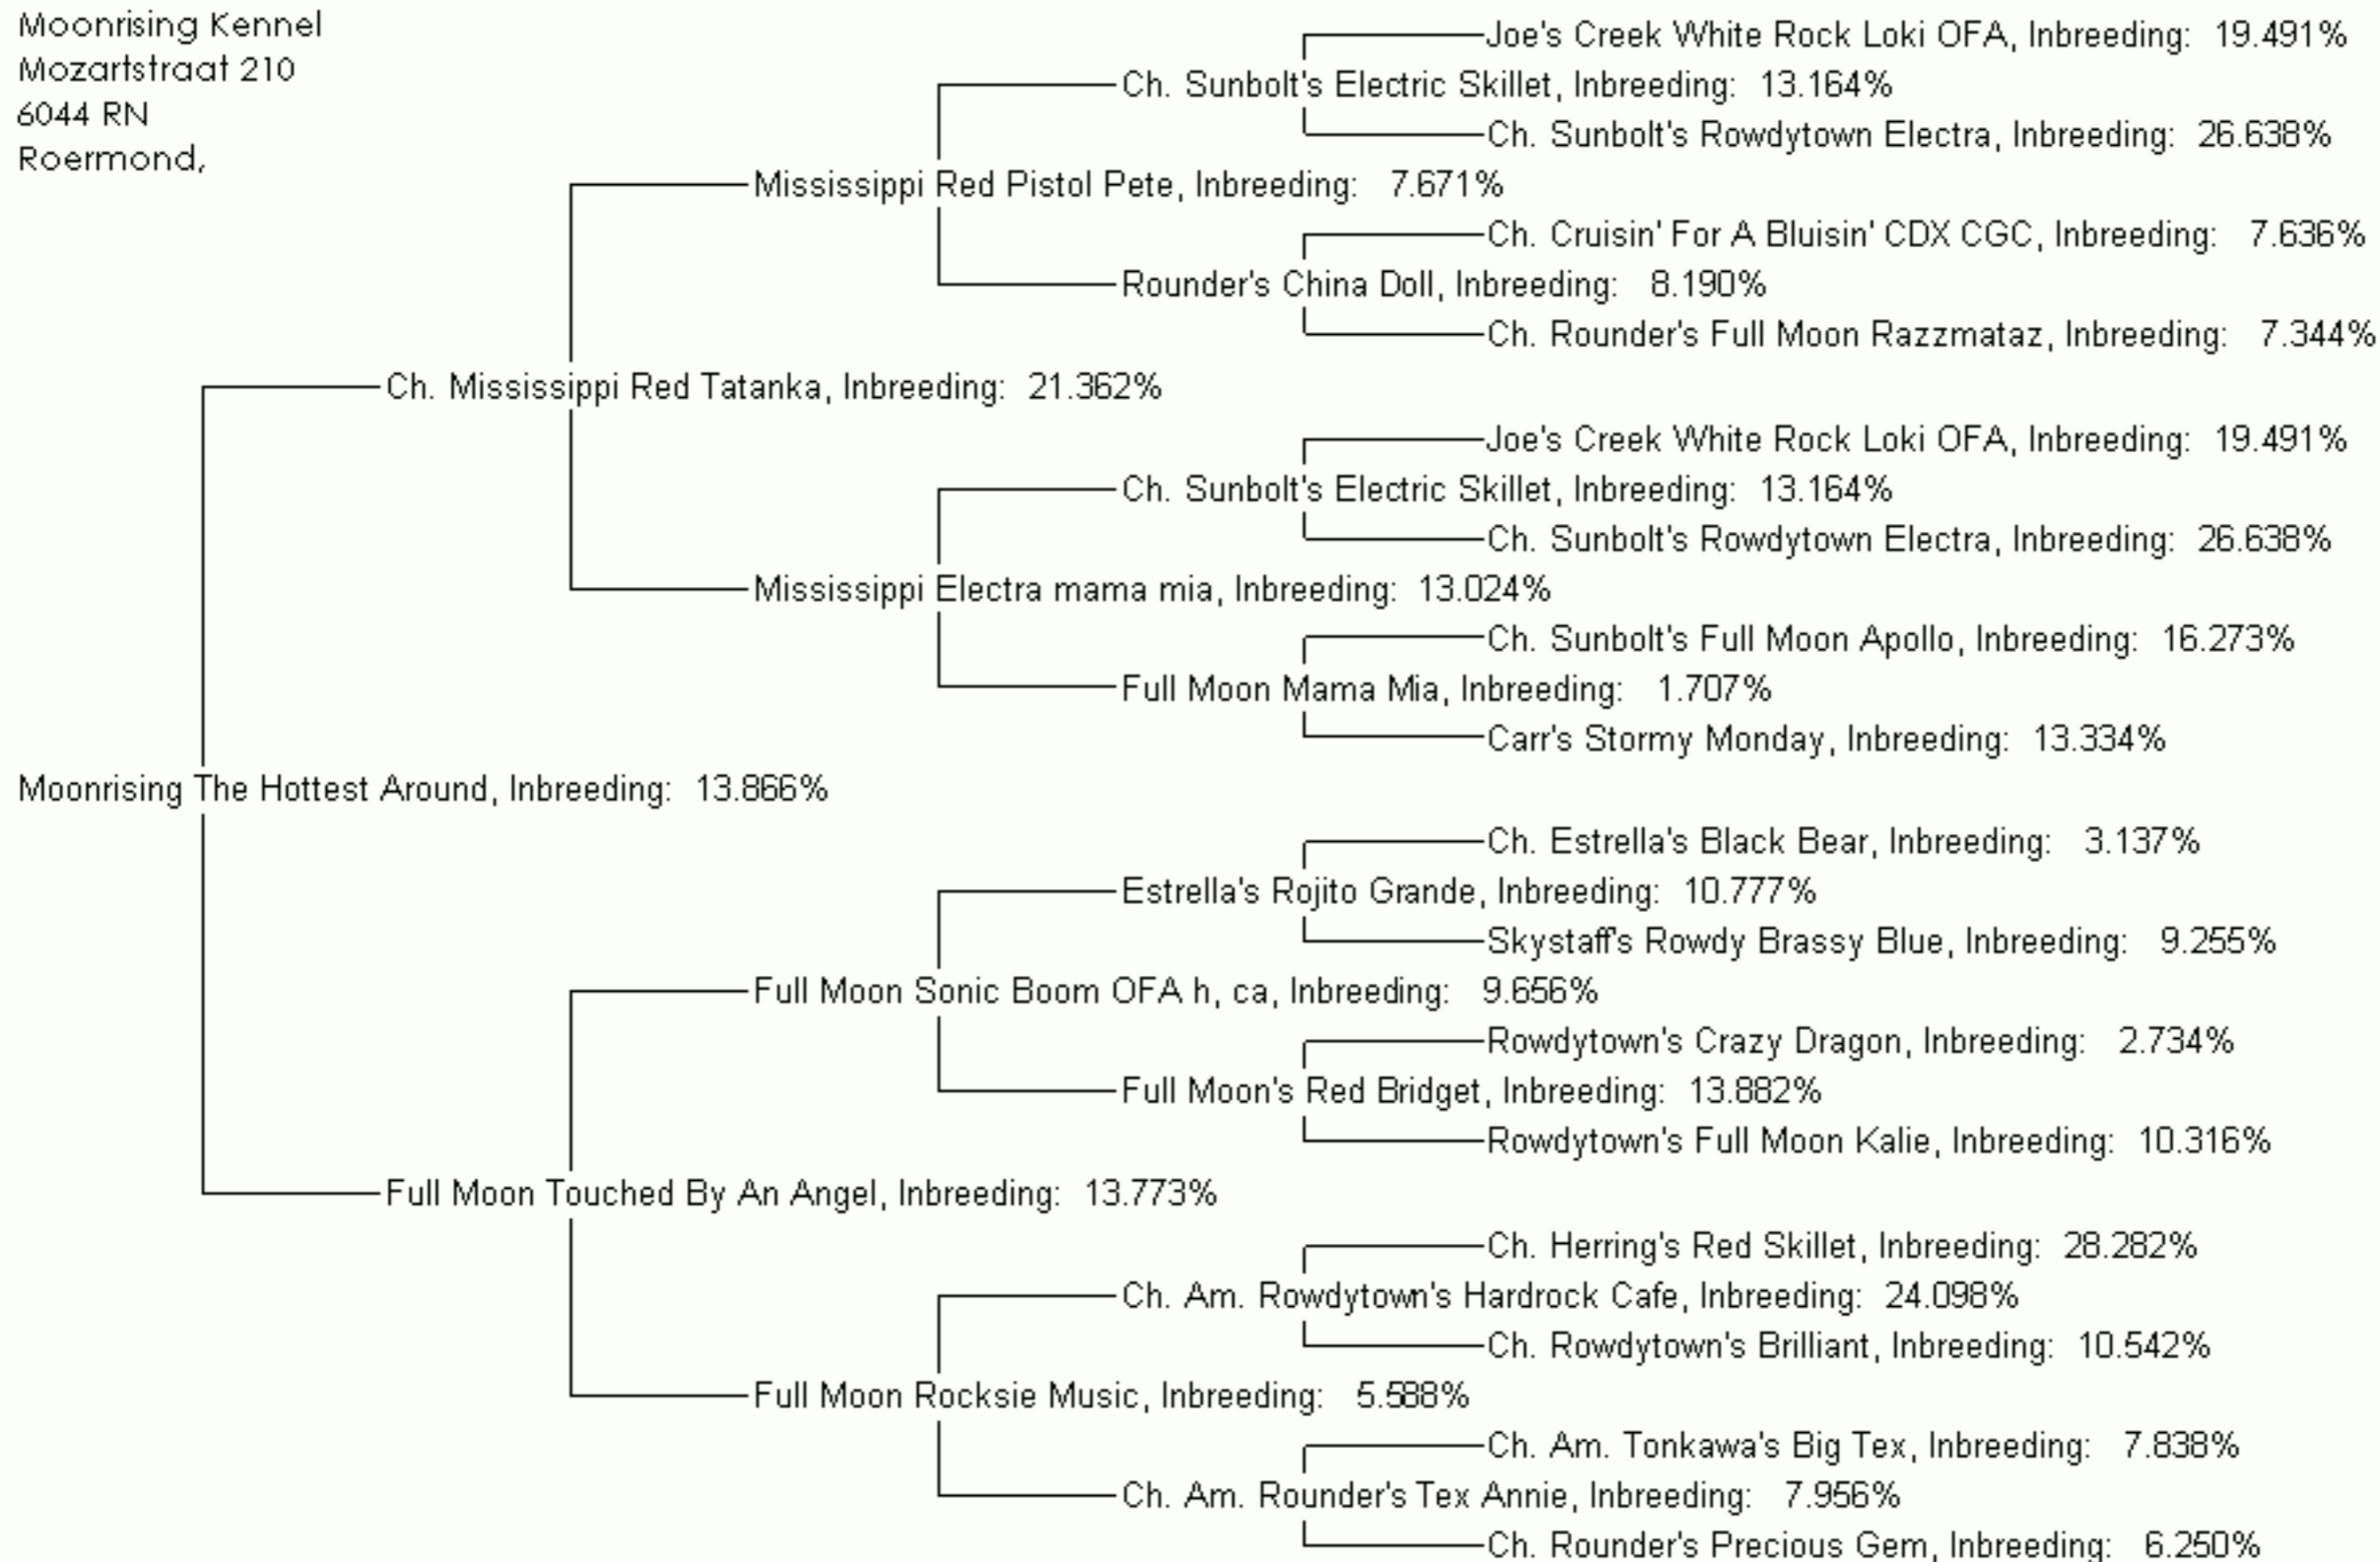 Moonrising Kennel
Mozartstraat 210
6044 RN
Roermond,
Joe's Creek White Rock Loki OFA, Inbreeding: 19.491%
Ch. Sunbolt's Electric Skillet, Inbreeding: 13.164%
Ch. Sunbolt's Rowdytown Electra, Inbreeding: 26.638%
Mississippi Red Pistol Pete, Inbreeding: 7.671%
Ch. Cruisin' For A Bluisin' CDX CGC, Inbreeding: 7.636%
Rounder's China Doll, Inbreeding: 8.190%
Ch. Rounder's Full Moon Razzmataz, Inbreeding: 7.344%
Ch. Mississippi Red Tatanka, Inbreeding: 21.362%
Joe's Creek White Rock Loki OFA, Inbreeding: 19.491%
Ch. Sunbolt's Electric Skillet, Inbreeding: 13.164%
Ch. Sunbolt's Rowdytown Electra, Inbreeding: 26.638%
Mississippi Electra mama mia, Inbreeding: 13.024%
Ch. Sunbolt's Full Moon Apollo, Inbreeding: 16.273%
Full Moon Mama Mia, Inbreeding: 1.707%
Carr's Stormy Monday, Inbreeding: 13.334%
Moonrising The Hottest Around, Inbreeding: 13.866%
Ch. Estrella's Black Bear, Inbreeding: 3.137%
Estrella's Rojito Grande, Inbreeding: 10.777%
Skystaff's Rowdy Brassy Blue, Inbreeding: 9.255%
Full Moon Sonic Boom OFA h, ca, Inbreeding: 9.656%
Rowdytown's Crazy Dragon, Inbreeding: 2.734%
Full Moon's Red Bridget, Inbreeding: 13.882%
Rowdytown's Full Moon Kalie, Inbreeding: 10.316%
Full Moon Touched By An Angel, Inbreeding: 13.773%
Ch. Herring's Red Skillet, Inbreeding: 28.282%
Ch. Am. Rowdytown's Hardrock Cafe, Inbreeding: 24.098%
Ch. Rowdytown's Brilliant, Inbreeding: 10.542%
Full Moon Rocksie Music, Inbreeding: 5.588%
Ch. Am. Tonkawa's Big Tex, Inbreeding: 7.838%
Ch. Am. Rounder's Tex Annie, Inbreeding: 7.956%
Ch. Rounder's Precious Gem, Inbreeding: 6.250%